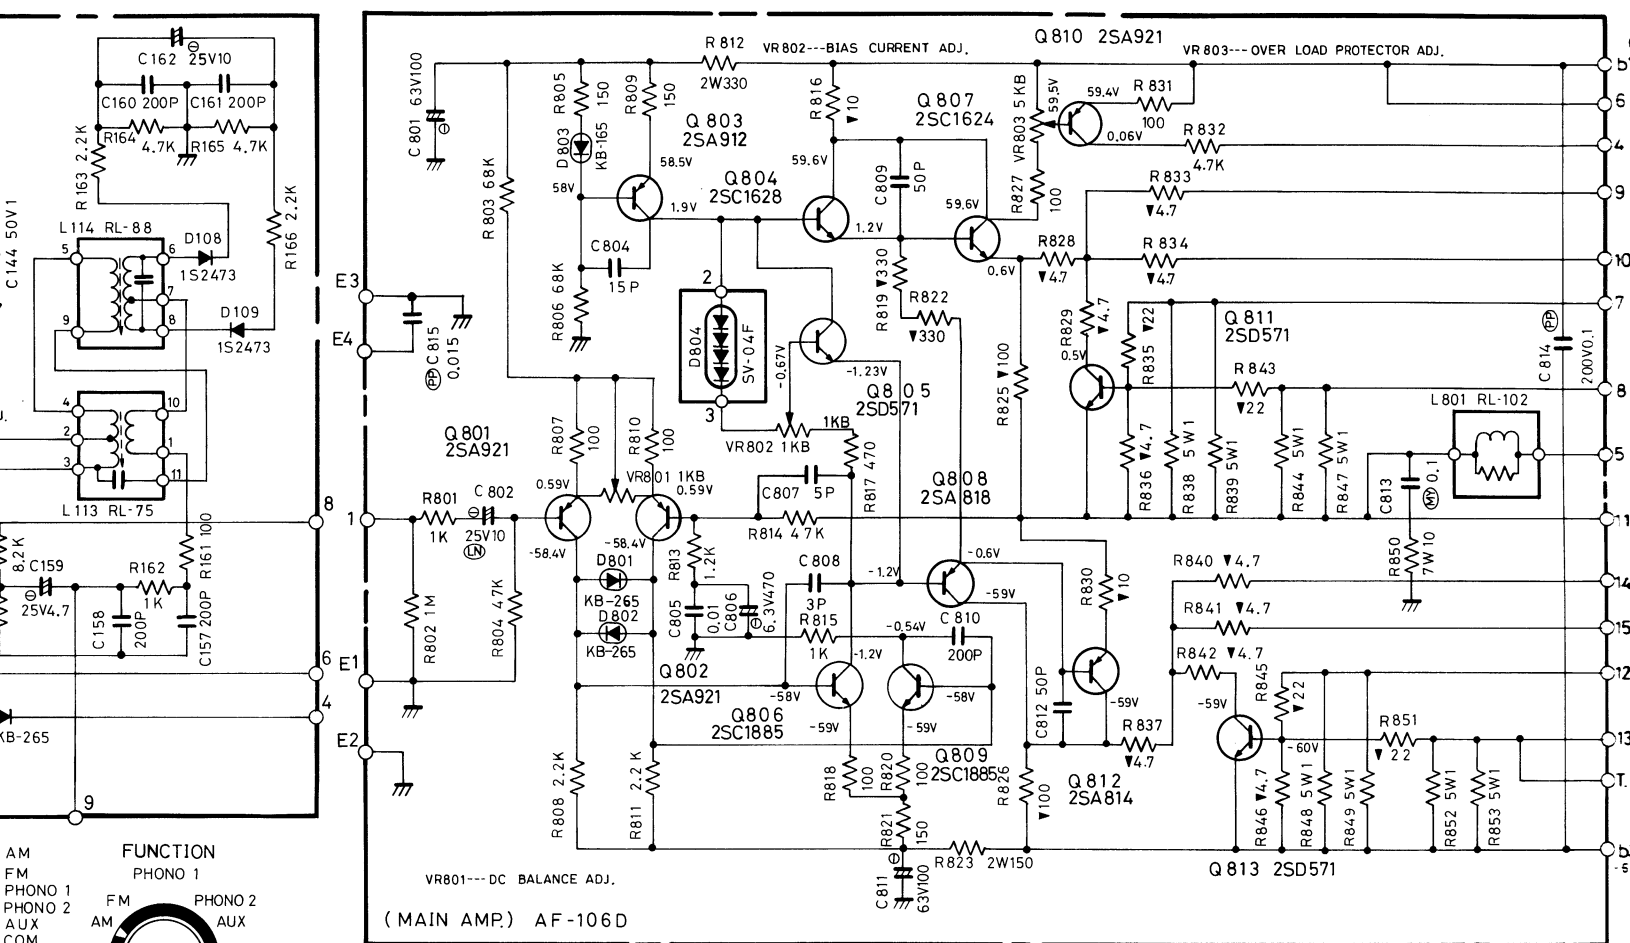 C162 25V10
C160 200P
C161 200P
R164 4.7K
R165 4.7K
R163 2.2K
R166 2.2K
C144 50V1
L114 RL-88
5
6
7
8
9
D108
1S2473
D109
1S2473
4
10
2
1
3
11
L113 RL-75
8.2K
C159
25V4.7
R162
1K
R161 100
C158
200P
C157 200P
8
6
4
KB-265
9
AM
FM
PHONO 1
PHONO 2
AUX
COM
FUNCTION
PHONO 1
FM
PHONO 2
AM
AUX
E3
E4
PP C815
0.015
1
E1
E2
C801 63V100
R803 68K
R805 150
R809 150
R812
2W330
D803
KB-165
58V
58.5V
Q803
2SA912
1.9V
C804
15P
R806 68K
VR802---BIAS CURRENT ADJ.
R816
▼10
Q804
2SC1628
59.6V
1.2V
C809
50P
Q807
2SC1624
59.6V
0.6V
Q810 2SA921
VR803---OVER LOAD PROTECTOR ADJ.
VR803 5KB
59.5V
59.4V
0.06V
R831
100
R832
4.7K
R827
100
R833
▼4.7
R828
▼4.7
R834
▼4.7
R829
▼4.7
R819 ▼330
R822
▼330
2
D804
SV-04F
3
-0.67V
-1.23V
Q805
2SD571
1KB
VR802 1KB
R817 470
R825 ▼100
0.5V
R835 ▼22
Q811
2SD571
R843
▼22
R836 ▼4.7
R838 5W1
R839 5W1
R844 5W1
R847 5W1
L801 RL-102
C814
PP
200V0.1
C813
MY 0.1
R850
7W10
Q801
2SA921
R807
100
R810
100
VR801 1KB
0.59V
0.59V
R801
1K
C802
25V10
LN
-58.4V
-58.4V
D801
KB-265
D802
KB-265
R802 1M
R804 47K
C807
5P
R814 47K
R813
1.2K
C805
0.01
C806
6.3V470
C808
3P
R815
1K
-1.2V
-1.2V
Q808
2SA818
-0.6V
-59V
C810
200P
-0.54V
Q802
2SA921
Q806
2SC1885
-58V
-59V
-58V
-59V
Q809
2SC1885
R808 2.2K
R811 2.2K
R818
100
R820
100
R821
150
C811
63V100
R823 2W150
R826
▼100
C812 50P
R830
▼10
-59V
R837
▼4.7
Q812
2SA814
R840 ▼4.7
R841 ▼4.7
R842 ▼4.7
-59V
R845
▼22
-60V
R851
▼22
R846 ▼4.7
R848 5W1
R849 5W1
R852 5W1
R853 5W1
Q813 2SD571
6
4
9
10
7
8
5
11
14
15
12
13
T.
VR801---DC BALANCE ADJ.
(MAIN AMP.) AF-106D